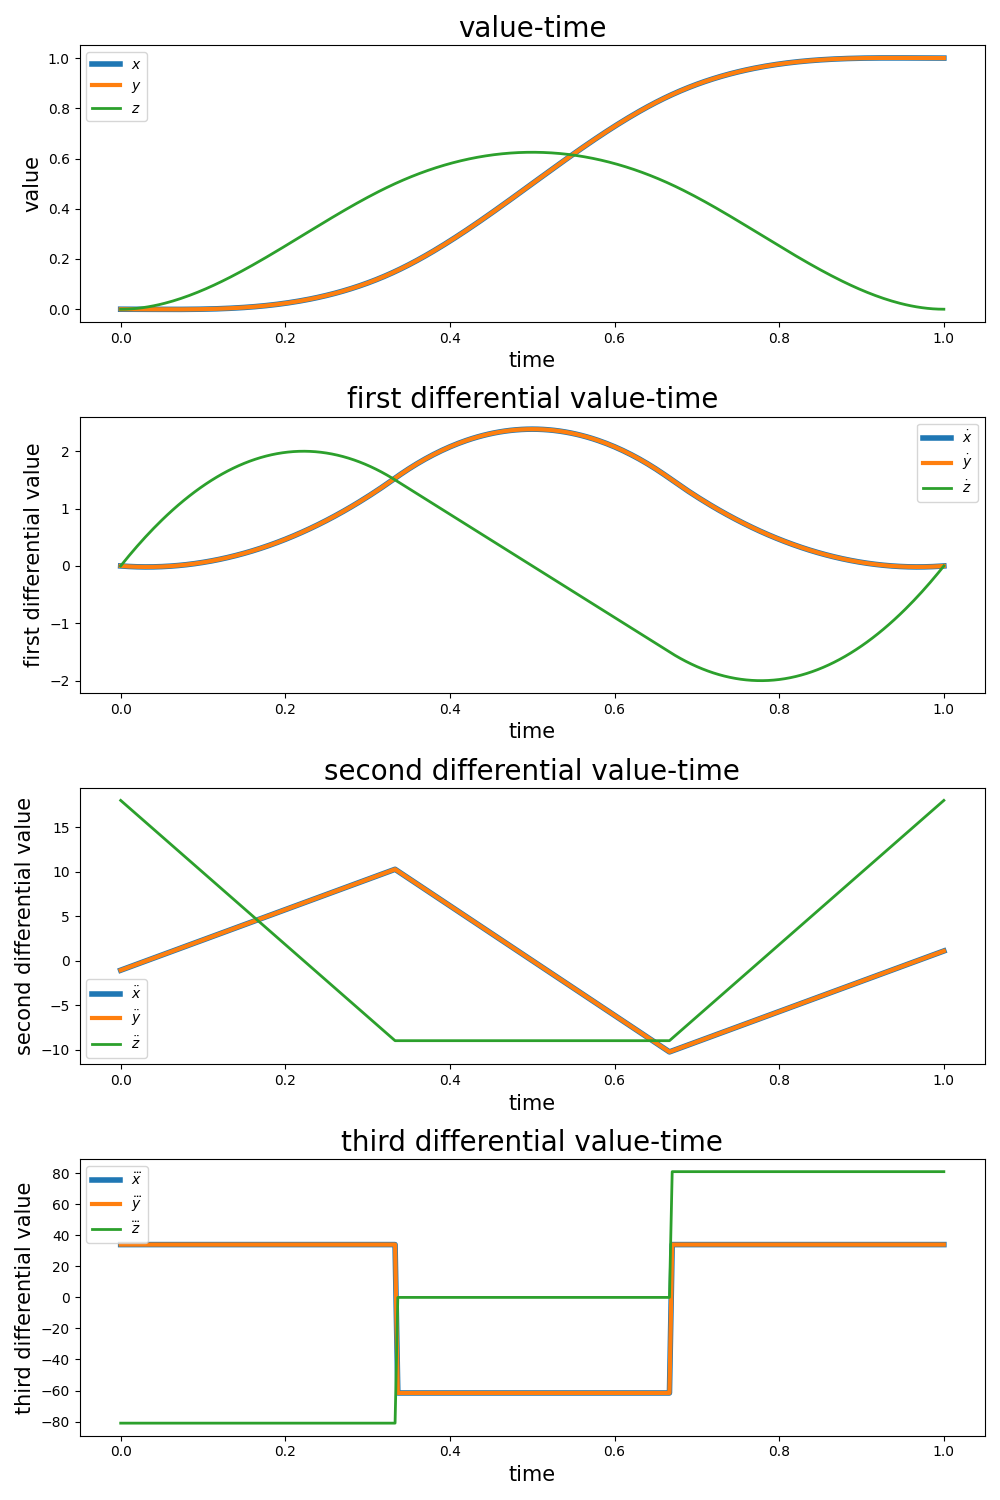 value-time
1.0
0.8
0.6
0.4
0.2
0.0
value
x
y
z
0.0 0.2 0.4 0.6 0.8 1.0
time
first differential value-time
2
1
0
−1
−2
first differential value
ẋ
ẏ
ż
0.0 0.2 0.4 0.6 0.8 1.0
time
second differential value-time
15
10
5
0
−5
−10
second differential value
ẍ
ÿ
z̈
0.0 0.2 0.4 0.6 0.8 1.0
time
third differential value-time
80
60
40
20
0
−20
−40
−60
−80
third differential value
x⃛
y⃛
z⃛
0.0 0.2 0.4 0.6 0.8 1.0
time